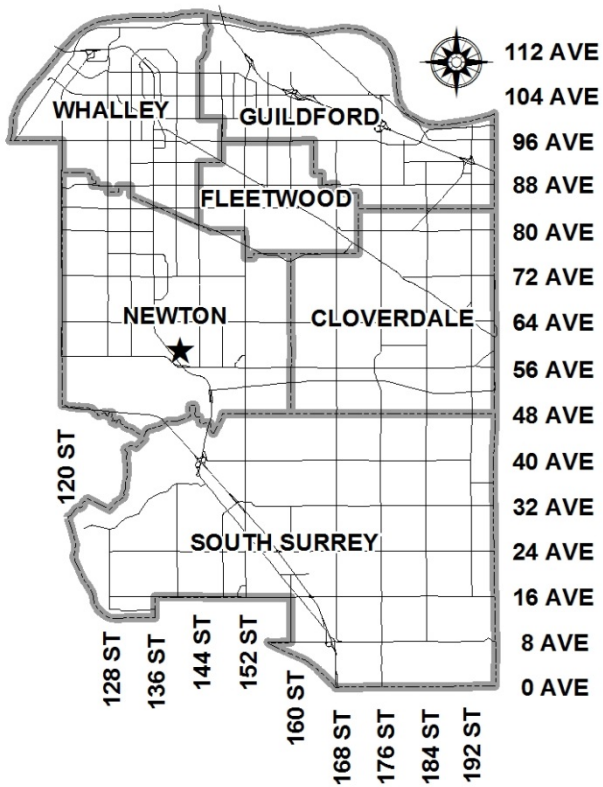 112 AVE
104 AVE
WHALLEY
GUILDFORD
96 AVE
88 AVE
FLEETWOOD
80 AVE
72 AVE
NEWTON
CLOVERDALE
64 AVE
56 AVE
48 AVE
120 ST
40 AVE
32 AVE
SOUTH SURREY
24 AVE
16 AVE
8 AVE
0 AVE
128 ST
136 ST
144 ST
152 ST
160 ST
168 ST
176 ST
184 ST
192 ST